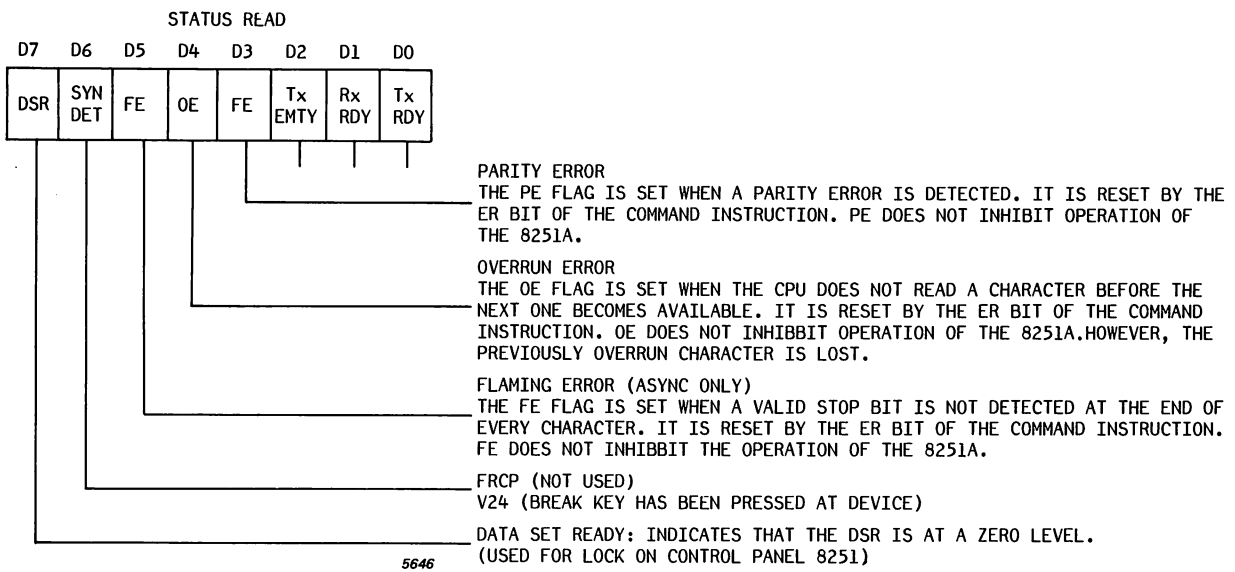 STATUS READ
D7 D6 D5 D4 D3 D2 D1 D0
DSR SYN DET FE OE FE Tx EMTY Rx RDY Tx RDY
PARITY ERROR
THE PE FLAG IS SET WHEN A PARITY ERROR IS DETECTED. IT IS RESET BY THE
ER BIT OF THE COMMAND INSTRUCTION. PE DOES NOT INHIBIT OPERATION OF
THE 8251A.
OVERRUN ERROR
THE OE FLAG IS SET WHEN THE CPU DOES NOT READ A CHARACTER BEFORE THE
NEXT ONE BECOMES AVAILABLE. IT IS RESET BY THE ER BIT OF THE COMMAND
INSTRUCTION. OE DOES NOT INHIBBIT OPERATION OF THE 8251A.HOWEVER, THE
PREVIOUSLY OVERRUN CHARACTER IS LOST.
FLAMING ERROR (ASYNC ONLY)
THE FE FLAG IS SET WHEN A VALID STOP BIT IS NOT DETECTED AT THE END OF
EVERY CHARACTER. IT IS RESET BY THE ER BIT OF THE COMMAND INSTRUCTION.
FE DOES NOT INHIBBIT THE OPERATION OF THE 8251A.
FRCP (NOT USED)
V24 (BREAK KEY HAS BEEN PRESSED AT DEVICE)
DATA SET READY: INDICATES THAT THE DSR IS AT A ZERO LEVEL.
(USED FOR LOCK ON CONTROL PANEL 8251)
5646